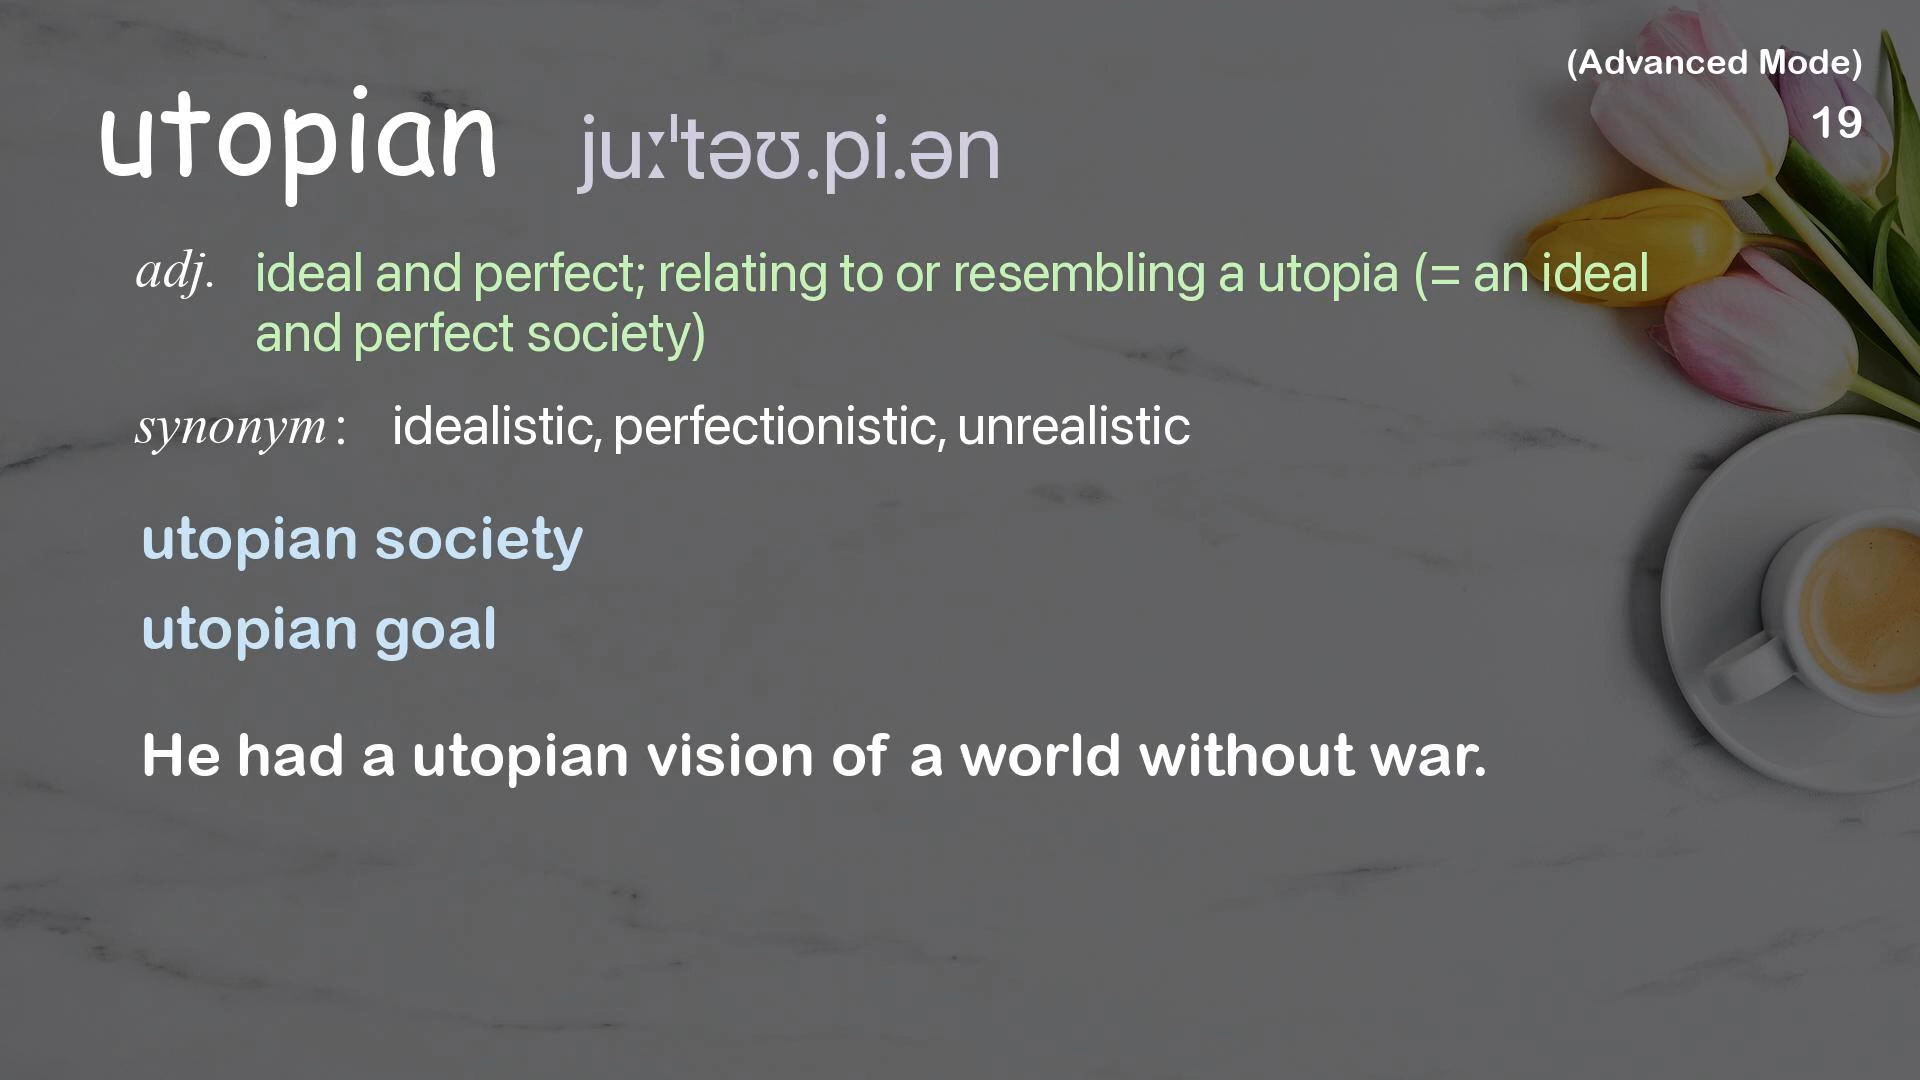 (Advanced Mode)
19
utopian juːˈtəʊ.pi.ən
adj. ideal and perfect; relating to or resembling a utopia (= an ideal
and perfect society)
synonym : idealistic, perfectionistic, unrealistic
utopian society
utopian goal
He had a utopian vision of a world without war.